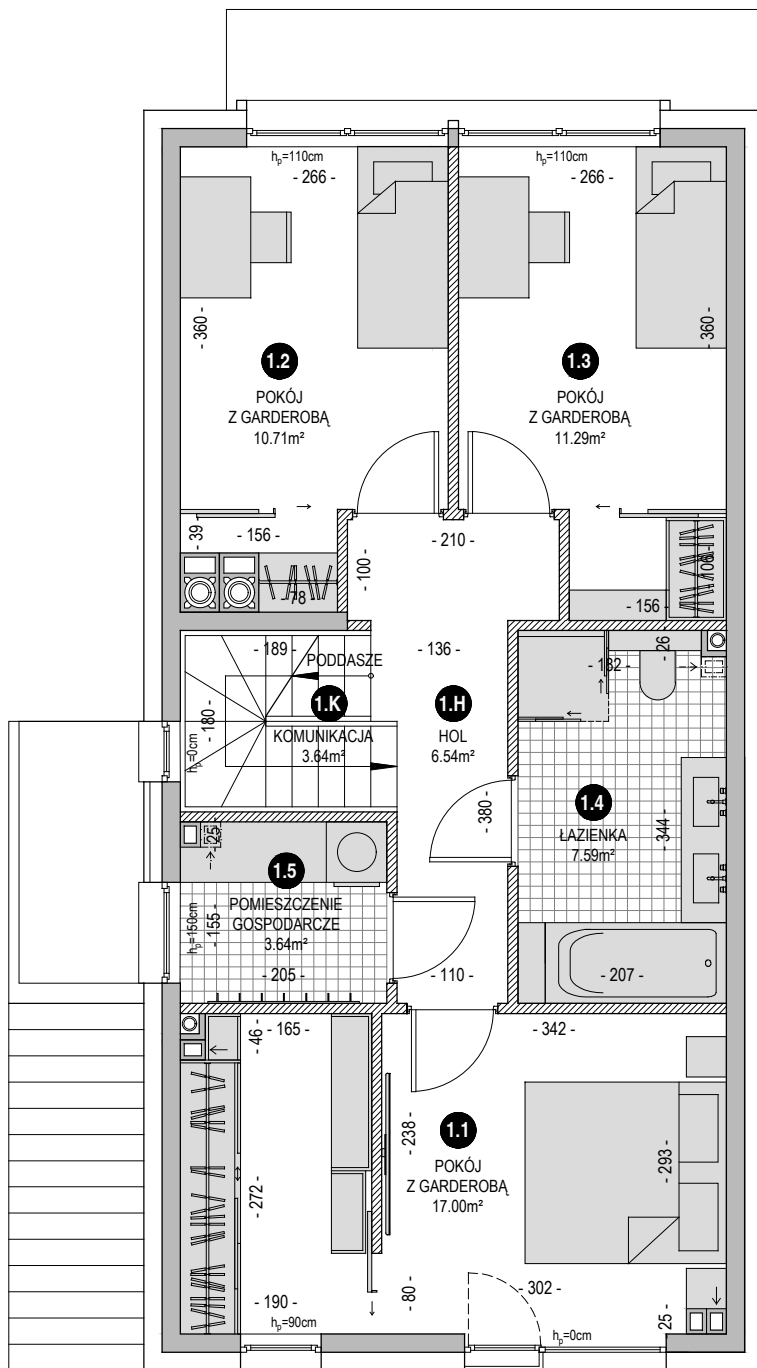 hp=110cm
- 266 -
hp=110cm
- 266 -
- 360 -
- 360 -
1.2
POKÓJ
Z GARDEROBĄ
10.71m²
1.3
POKÓJ
Z GARDEROBĄ
11.29m²
- 39 -
- 156 -
- 78 -
- 100 -
- 210 -
- 106 -
- 156 -
- 189 -
PODDASZE
- 136 -
- 26 -
- 182 -
1.K
KOMUNIKACJA
3.64m²
- 180 -
hp=0cm
1.H
HOL
6.54m²
- 380 -
1.4
ŁAZIENKA
7.59m²
- 344 -
- 25 -
1.5
POMIESZCZENIE
GOSPODARCZE
3.64m²
hp=150cm
- 155 -
- 205 -
- 110 -
- 207 -
- 46 -
- 165 -
- 342 -
1.1
POKÓJ
Z GARDEROBĄ
17.00m²
- 238 -
- 293 -
- 272 -
- 190 -
hp=90cm
- 80 -
- 302 -
hp=0cm
- 25 -